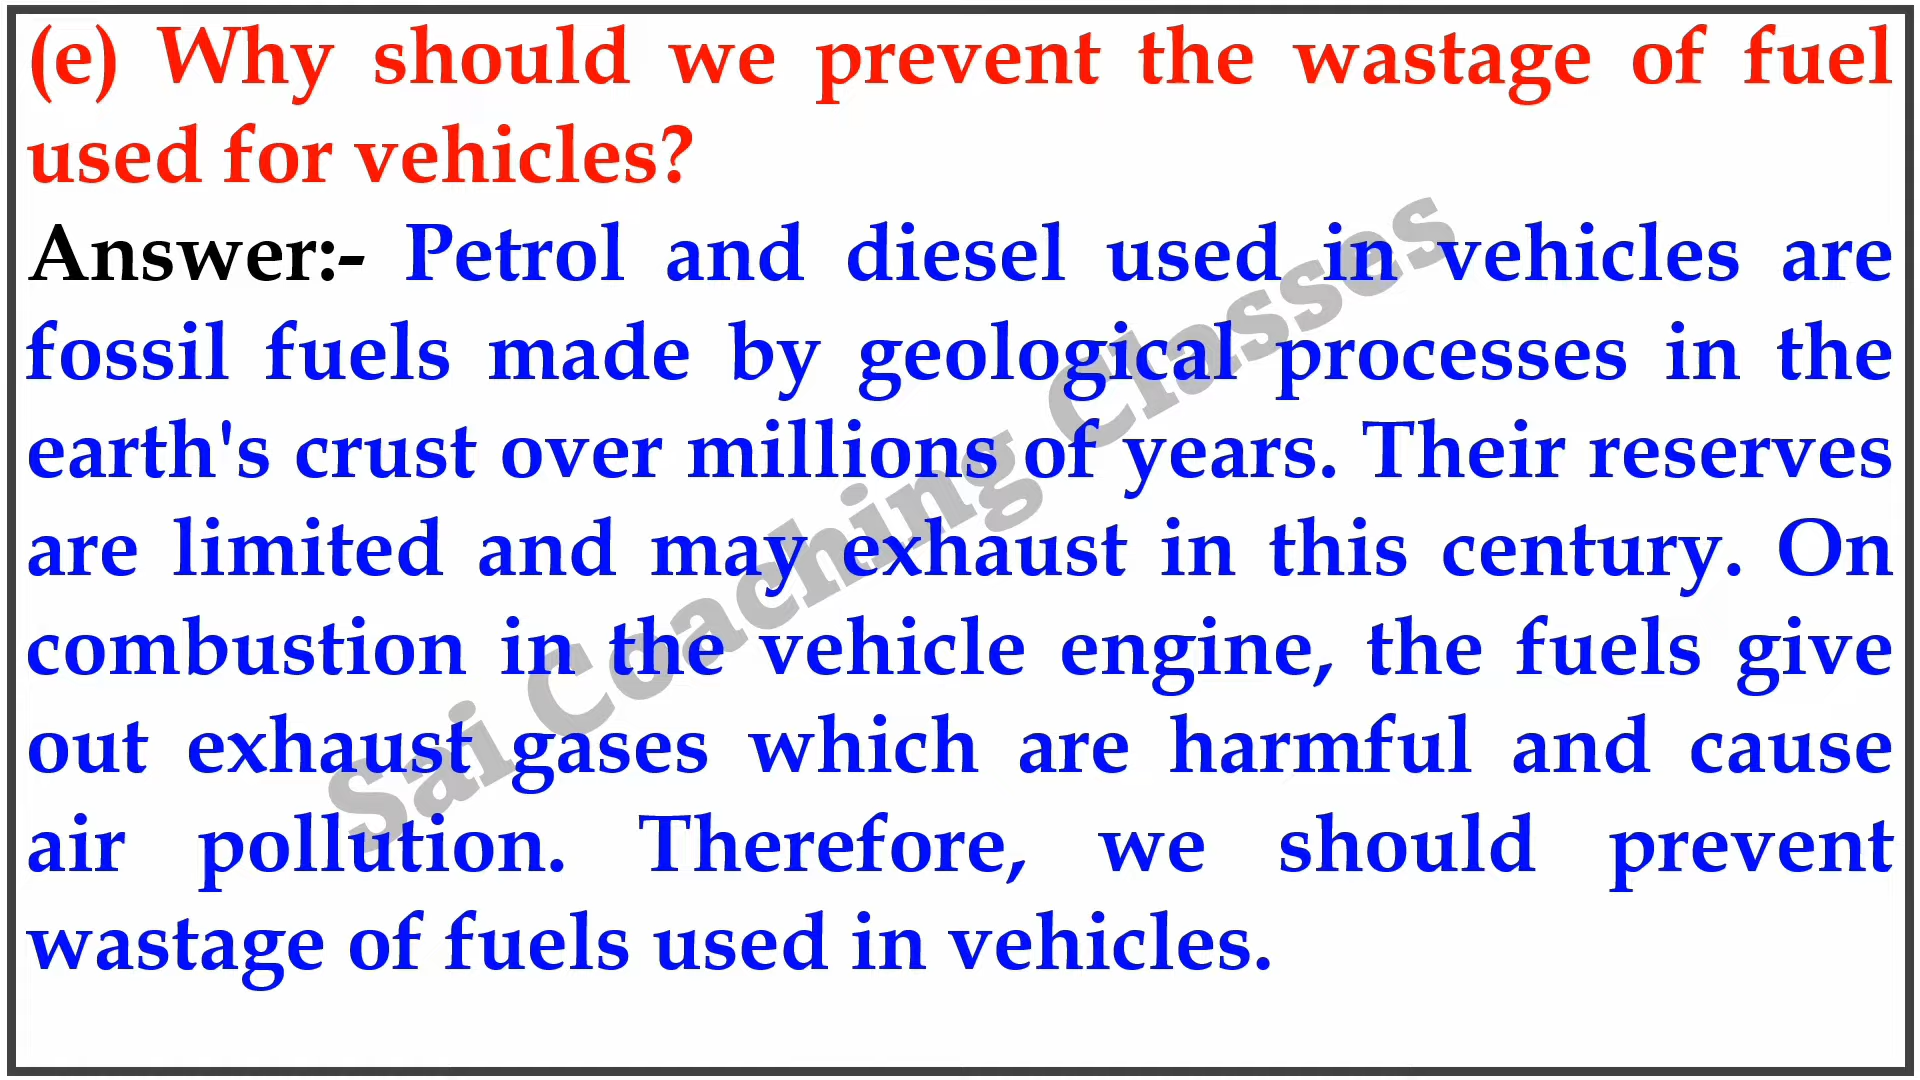 (e) Why should we prevent the wastage of fuel
used for vehicles?
Answer:- Petrol and diesel used in vehicles are
fossil fuels made by geological processes in the
earth's crust over millions of years. Their reserves
are limited and may exhaust in this century. On
combustion in the vehicle engine, the fuels give
out exhaust gases which are harmful and cause
air pollution. Therefore, we should prevent
wastage of fuels used in vehicles.
Sai Coaching Classes